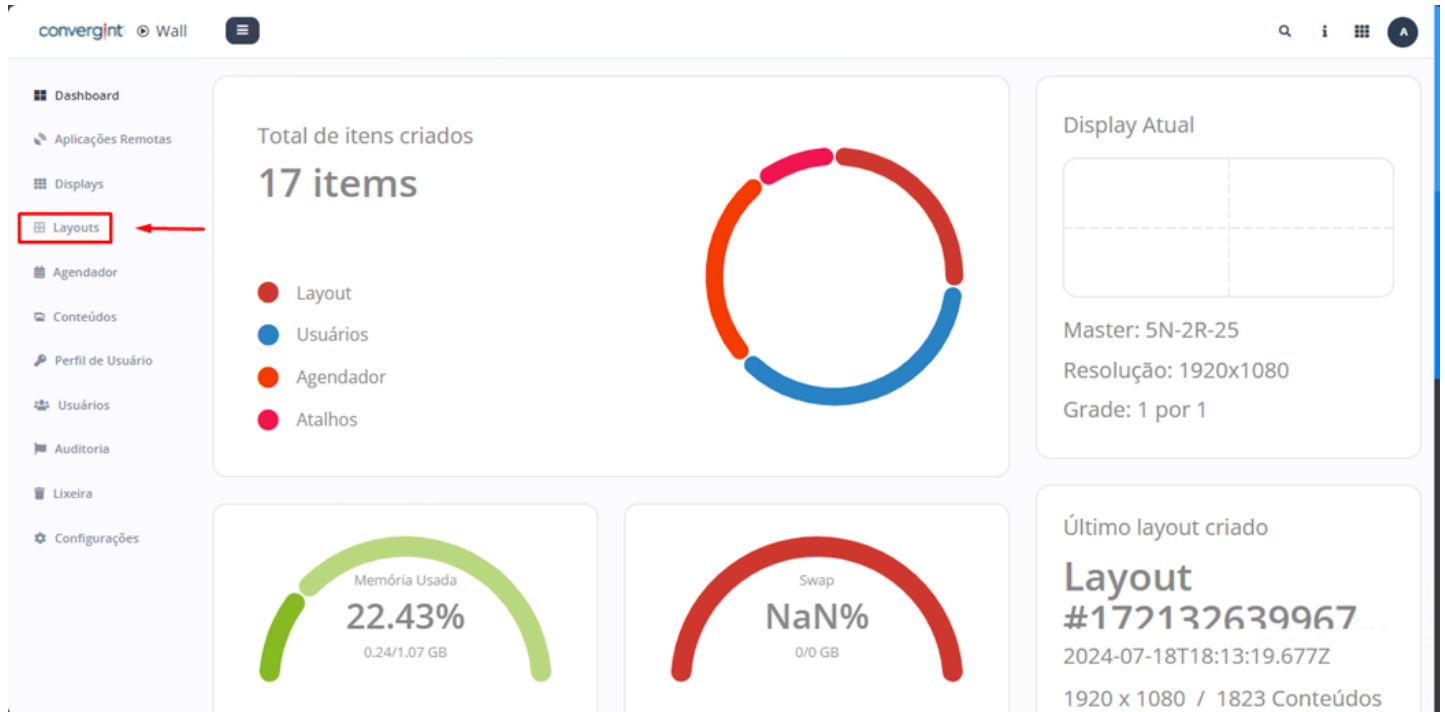 convergint Wall
i
A
Dashboard
Aplicações Remotas
Displays
Layouts
Agendador
Conteúdos
Perfil de Usuário
Usuários
Auditoria
Lixeira
Configurações
Total de itens criados
17 items
Layout
Usuários
Agendador
Atalhos
Display Atual
Master: 5N-2R-25
Resolução: 1920x1080
Grade: 1 por 1
Memória Usada
22.43%
0.24/1.07 GB
Swap
NaN%
0/0 GB
Último layout criado
Layout
#172132639967...
2024-07-18T18:13:19.677Z
1920 x 1080 / 1823 Conteúdos